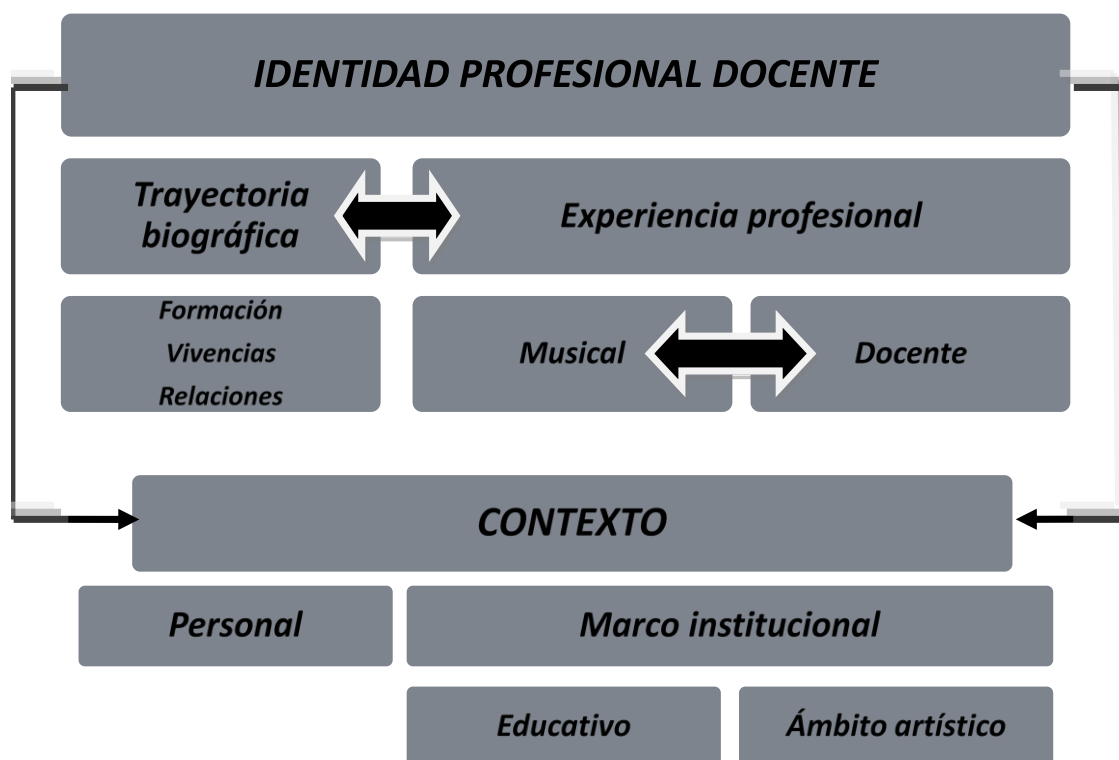 IDENTIDAD PROFESIONAL DOCENTE
Trayectoria
biográfica
Experiencia profesional
Formación
Vivencias
Relaciones
Musical
Docente
CONTEXTO
Personal
Marco institucional
Educativo
Ámbito artístico